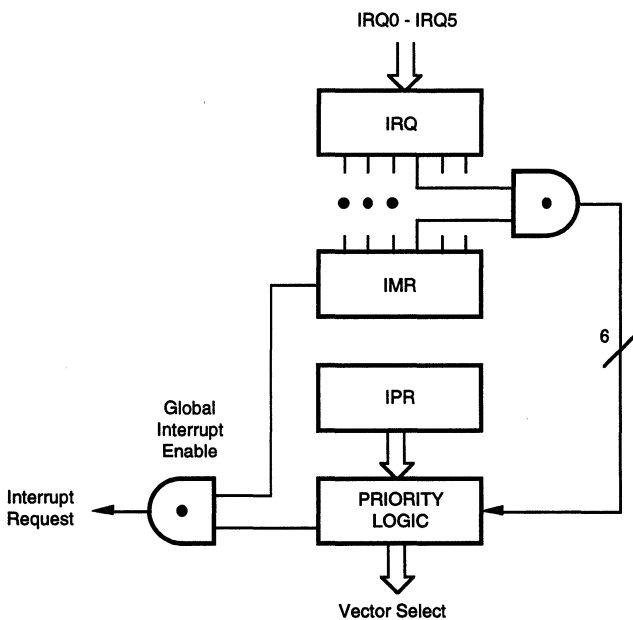 IRQ0 - IRQ5
IRQ
IMR
6
IPR
Global
Interrupt
Enable
PRIORITY
LOGIC
Interrupt
Request
Vector Select